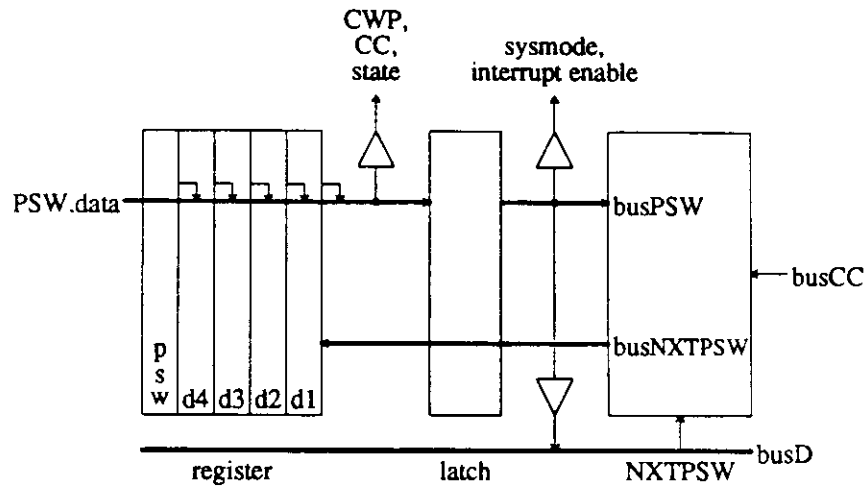 CWP,
CC,
state
sysmode,
interrupt enable
PSW.data
busPSW
busCC
busNXTPSW
psw
d4 d3 d2 d1
busD
register latch NXTPSW